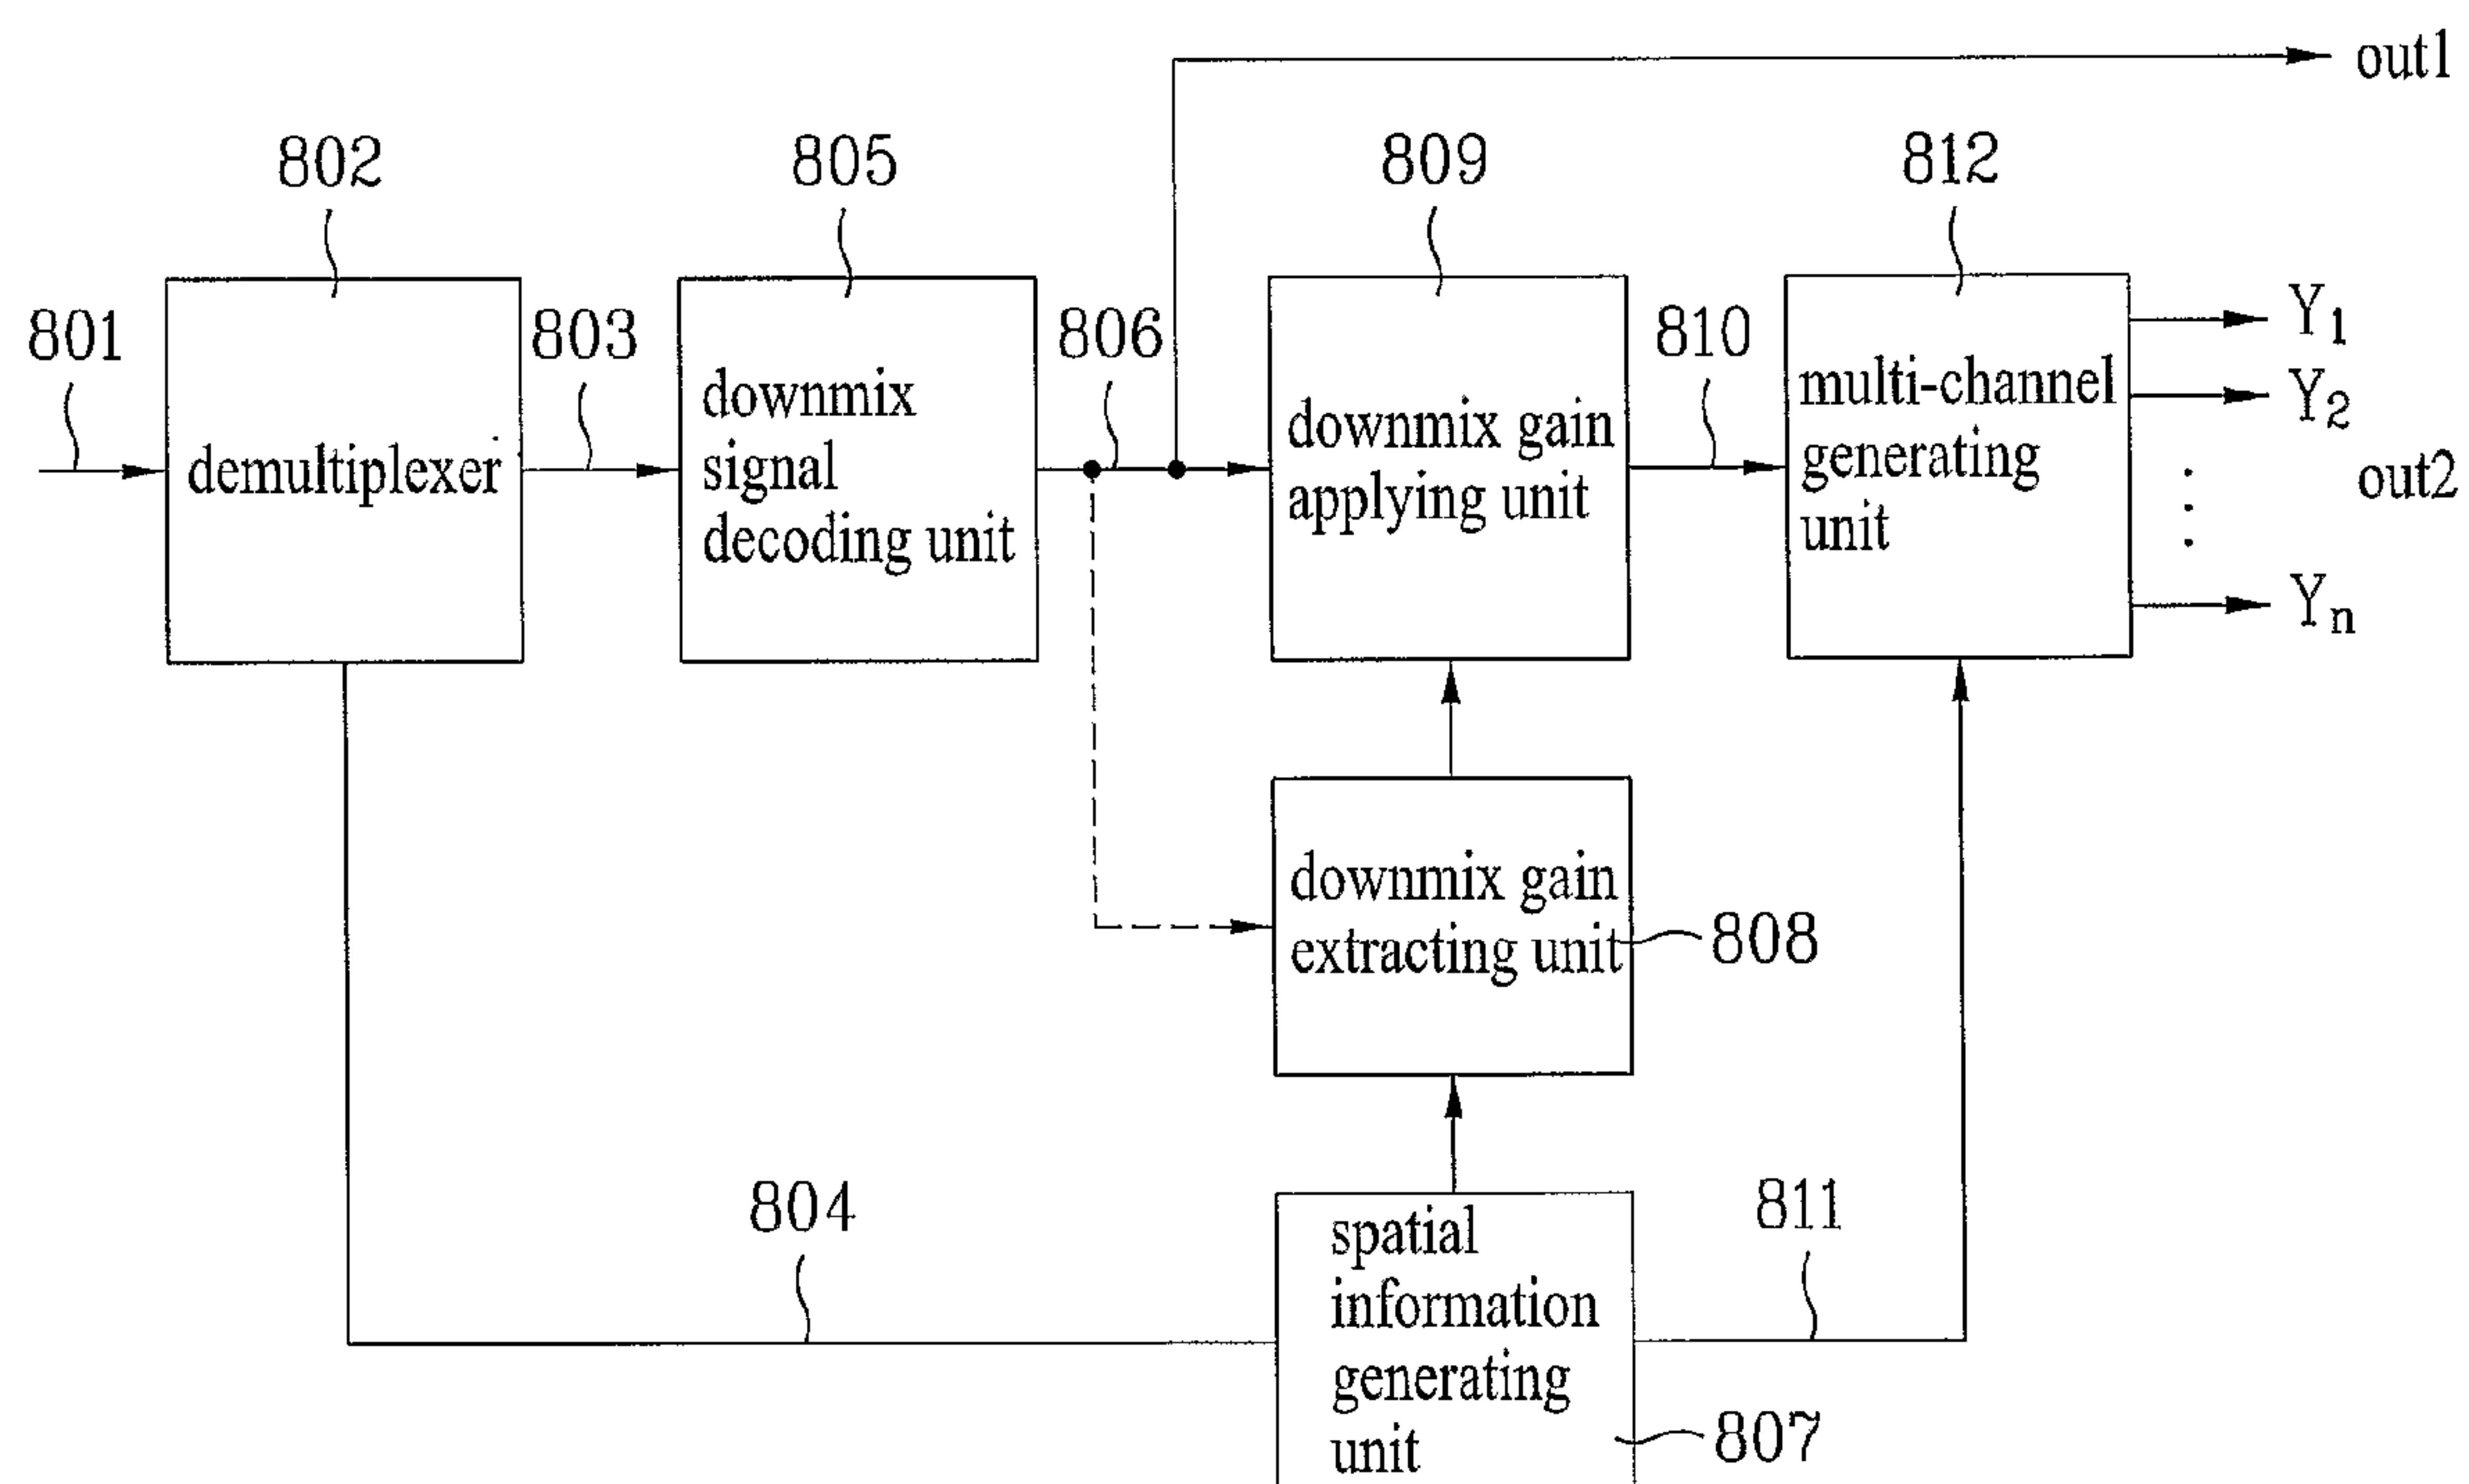 out1
802
805
809
812
801
803
806
810
demultiplexer
downmix
signal
decoding unit
downmix gain
applying unit
multi-channel
generating
unit
Y1
Y2
out2
Yn
downmix gain
extracting unit
808
804
811
spatial
information
generating
unit
807